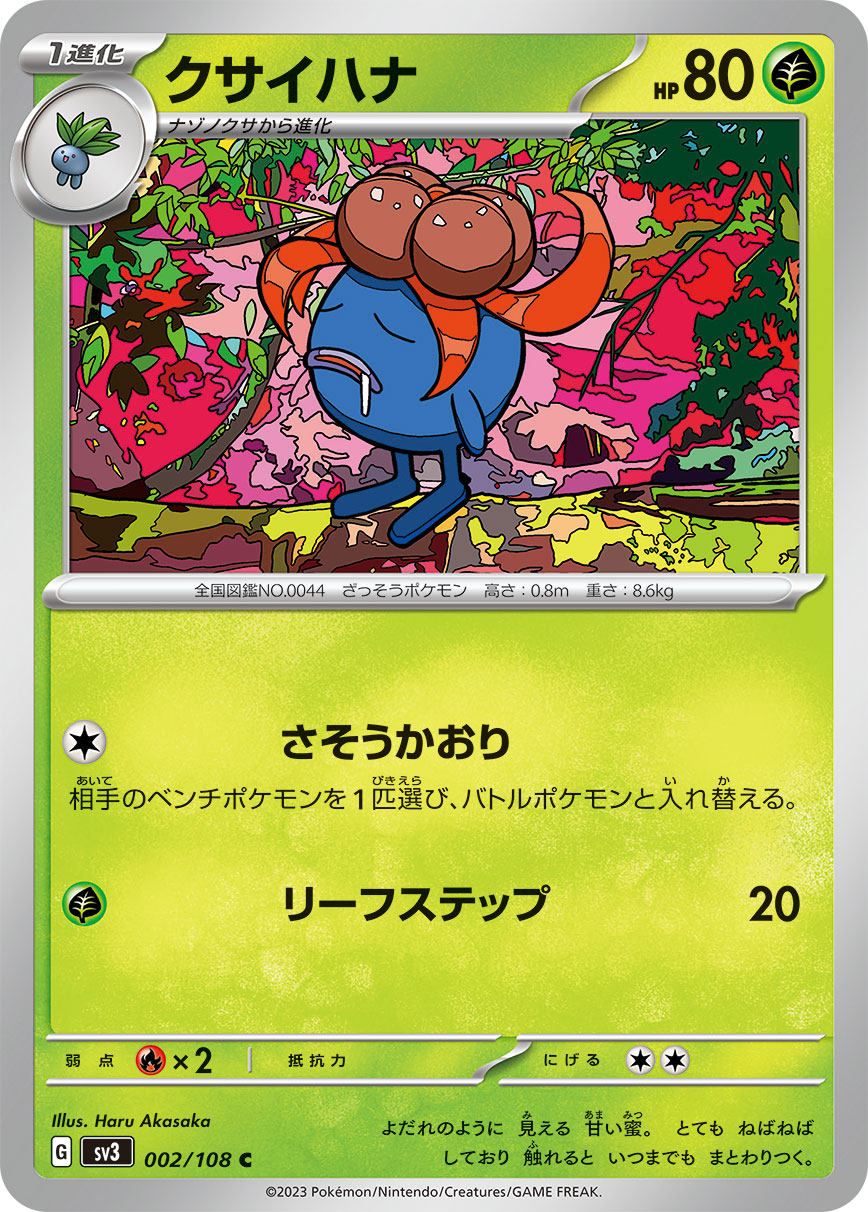 1進化
クサイハナ
HP 80
ナゾノクサから進化
全国図鑑NO.0044 ざっそうポケモン 高さ:0.8m 重さ:8.6kg
さそうかおり
相手のベンチポケモンを1匹選び、バトルポケモンと入れ替える。
リーフステップ 20
弱点 ×2 抵抗力 にげる
Illus. Haru Akasaka
よだれのように 見える 甘い蜜。 とても ねばねば
しており 触れると いつまでも まとわりつく。
G sv3 002/108 C
©2023 Pokémon/Nintendo/Creatures/GAME FREAK.